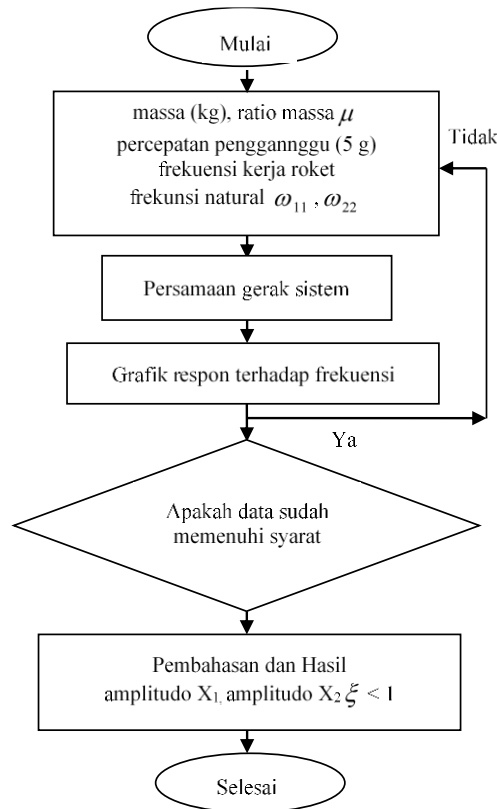 Mulai
massa (kg), ratio massa μ
percepatan penggannggu (5 g)
frekuensi kerja roket
frekunsi natural ω₁₁ , ω₂₂
Tidak
Persamaan gerak sistem
Grafik respon terhadap frekuensi
Ya
Apakah data sudah
memenuhi syarat
Pembahasan dan Hasil
amplitudo X₁, amplitudo X₂ ξ < 1
Selesai